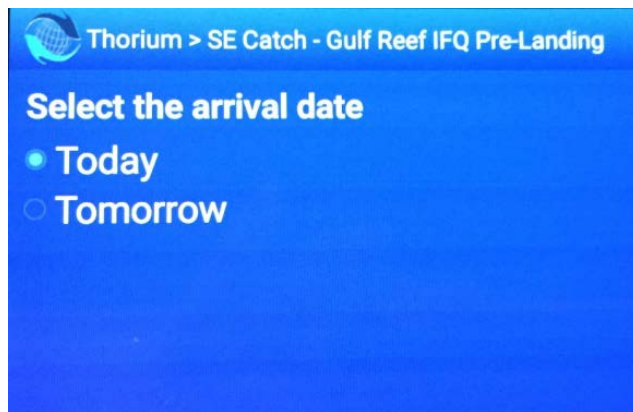 Thorium > SE Catch - Gulf Reef IFQ Pre-Landing
Select the arrival date
Today
Tomorrow